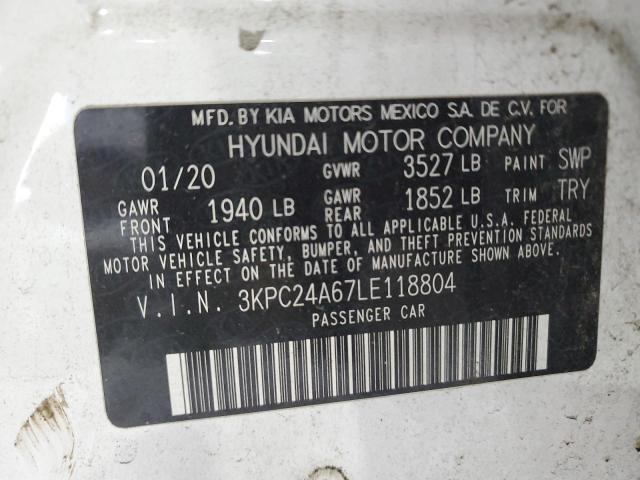 MFD. BY KIA MOTORS MEXICO S.A. DE C.V. FOR
HYUNDAI MOTOR COMPANY
01/20 GVWR 3527 LB PAINT SWP
GAWR FRONT 1940 LB GAWR REAR 1852 LB TRIM TRY
THIS VEHICLE CONFORMS TO ALL APPLICABLE U.S.A. FEDERAL
MOTOR VEHICLE SAFETY, BUMPER, AND THEFT PREVENTION STANDARDS
IN EFFECT ON THE DATE OF MANUFACTURE SHOWN ABOVE.
V.I.N. 3KPC24A67LE118804
PASSENGER CAR